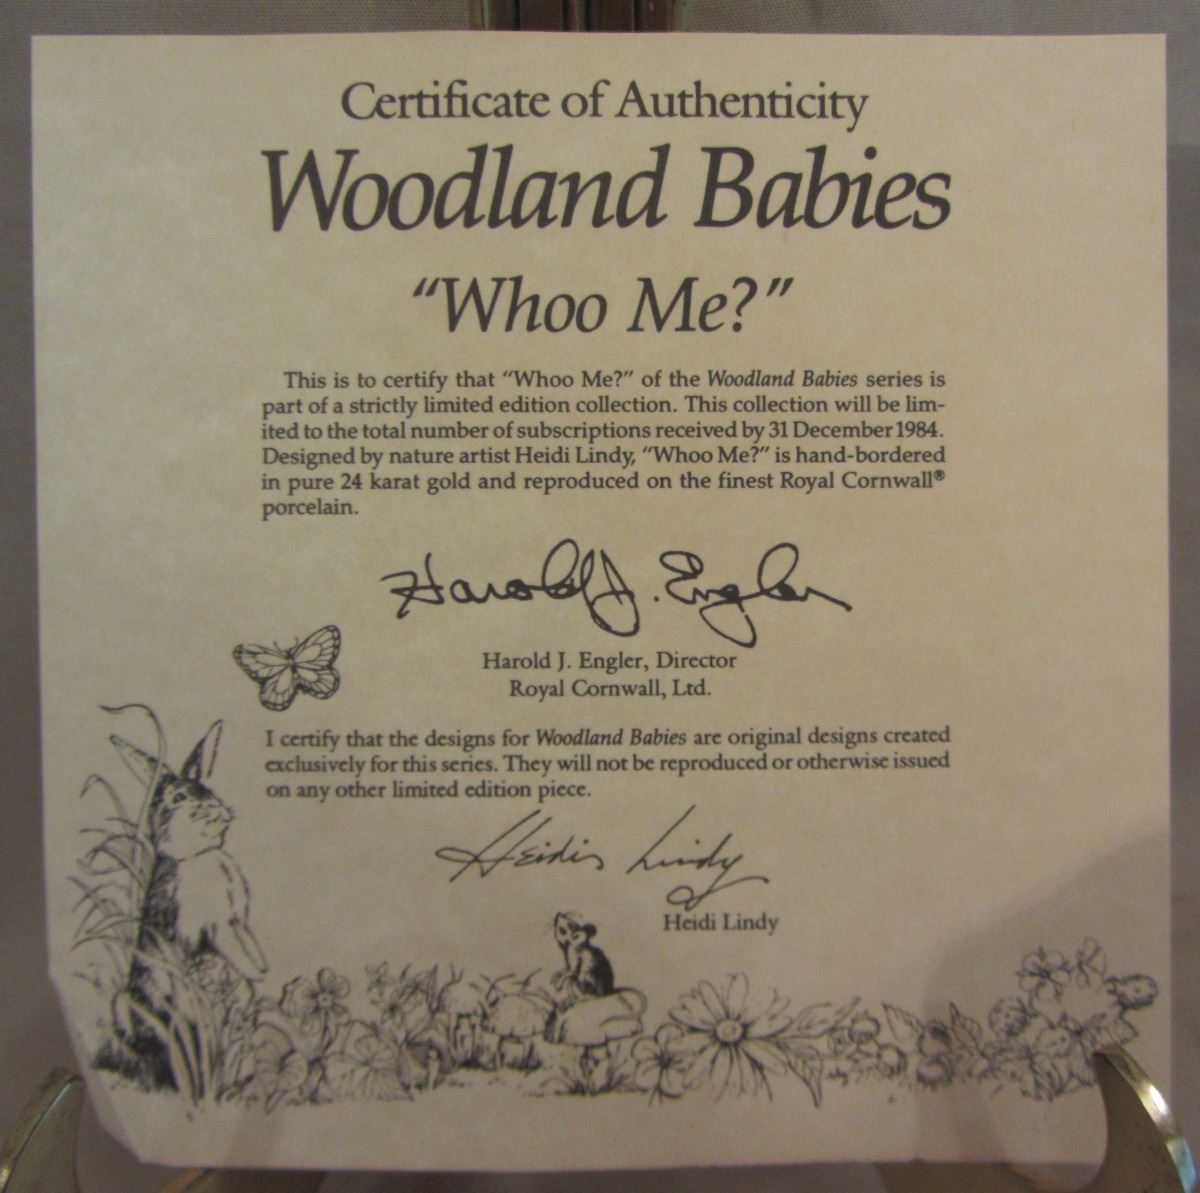 Certificate of Authenticity
Woodland Babies
“Whoo Me?”
This is to certify that “Whoo Me?” of the Woodland Babies series is
part of a strictly limited edition collection. This collection will be lim-
ited to the total number of subscriptions received by 31 December 1984.
Designed by nature artist Heidi Lindy, “Whoo Me?” is hand-bordered
in pure 24 karat gold and reproduced on the finest Royal Cornwall®
porcelain.
Harold J. Engler
Harold J. Engler, Director
Royal Cornwall, Ltd.
I certify that the designs for Woodland Babies are original designs created
exclusively for this series. They will not be reproduced or otherwise issued
on any other limited edition piece.
Heidi Lindy
Heidi Lindy